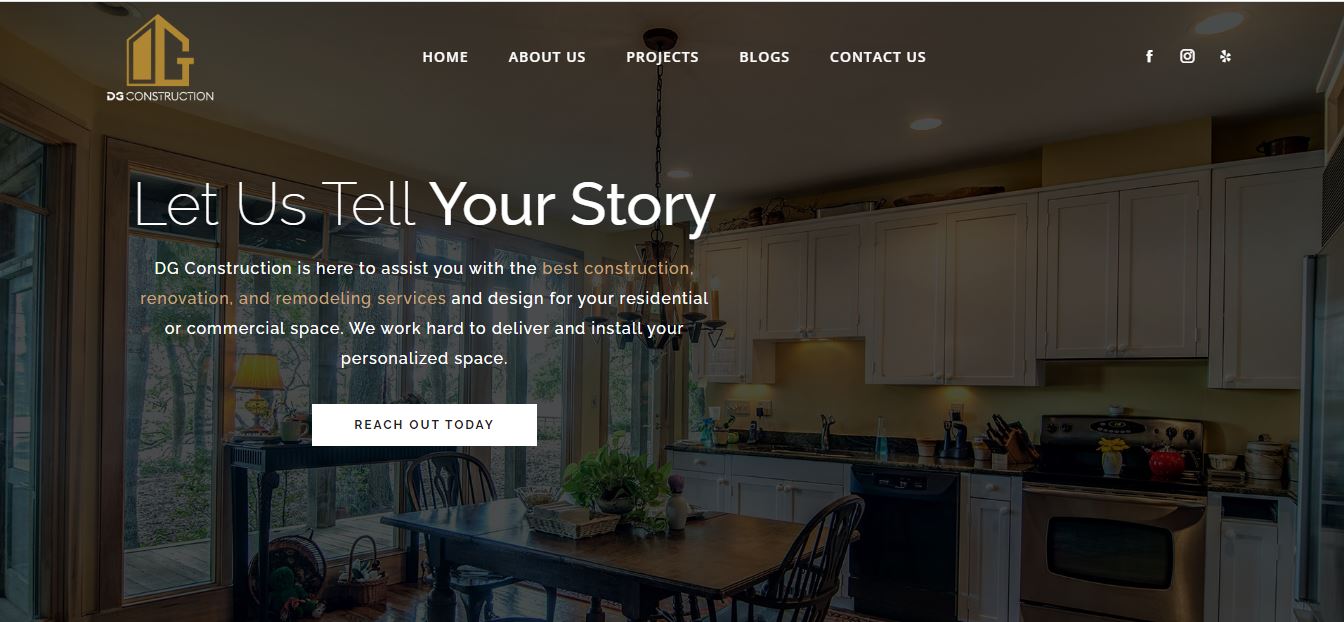 DG CONSTRUCTION
HOME ABOUT US PROJECTS BLOGS CONTACT US
Let Us Tell Your Story
DG Construction is here to assist you with the best construction,
renovation, and remodeling services and design for your residential
or commercial space. We work hard to deliver and install your
personalized space.
REACH OUT TODAY